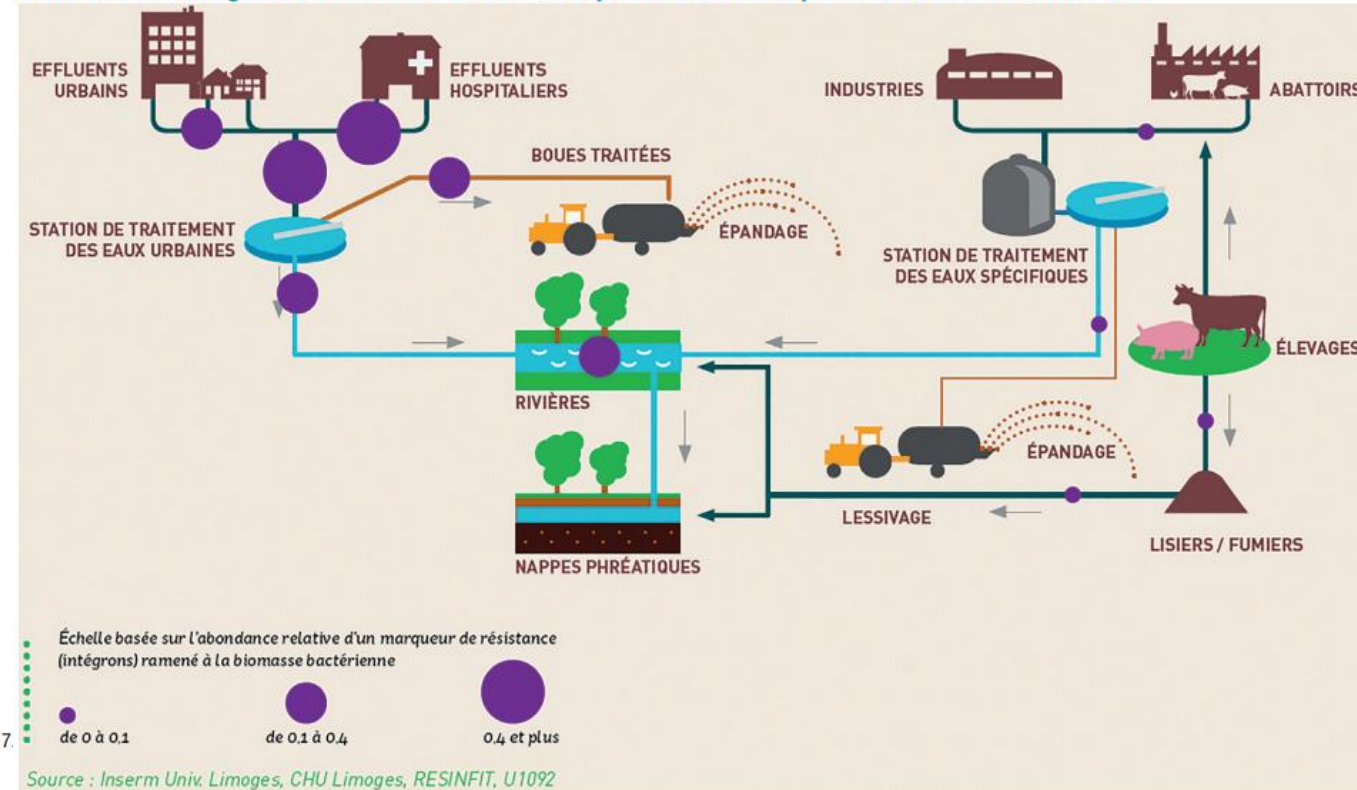 EFFLUENTS
URBAINS
EFFLUENTS
HOSPITALIERS
INDUSTRIES
ABATTOIRS
BOUES TRAITÉES
STATION DE TRAITEMENT
DES EAUX URBAINES
ÉPANDAGE
STATION DE TRAITEMENT
DES EAUX SPÉCIFIQUES
ÉLEVAGES
RIVIÈRES
ÉPANDAGE
LESSIVAGE
LISIERS / FUMIERS
NAPPES PHRÉATIQUES
Échelle basée sur l'abondance relative d'un marqueur de résistance
(intégrons) ramené à la biomasse bactérienne
de 0 à 0,1
de 0,1 à 0,4
0,4 et plus
7.
Source : Inserm Univ. Limoges, CHU Limoges, RESINFIT, U1092